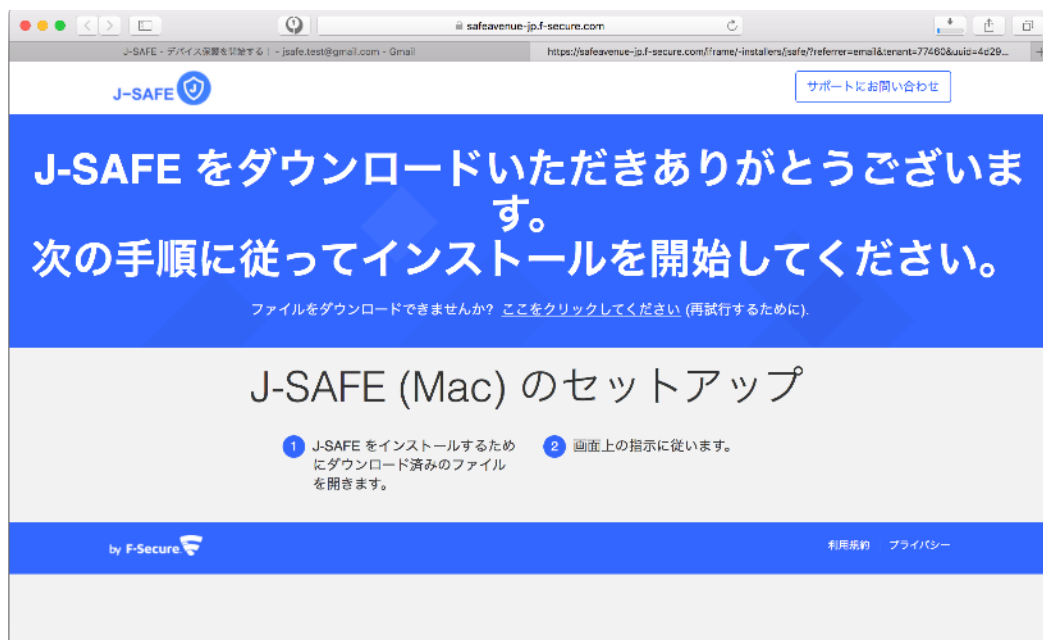 safeavenue-jp.f-secure.com
J-SAFE - デバイス保護を開始する! - jsafe.test@gmail.com - Gmail
https://safeavenue-jp.f-secure.com/iframe/-installers/jsafe/?referrer=email&tenant=77460&uuid=4d29...
J-SAFE
サポートにお問い合わせ
J-SAFE をダウンロードいただきありがとうございま
す。
次の手順に従ってインストールを開始してください。
ファイルをダウンロードできませんか? ここをクリックしてください (再試行するために).
J-SAFE (Mac) のセットアップ
1 J-SAFE をインストールするため
にダウンロード済みのファイル
を開きます。
2 画面上の指示に従います。
by F-Secure
利用規約 プライバシー